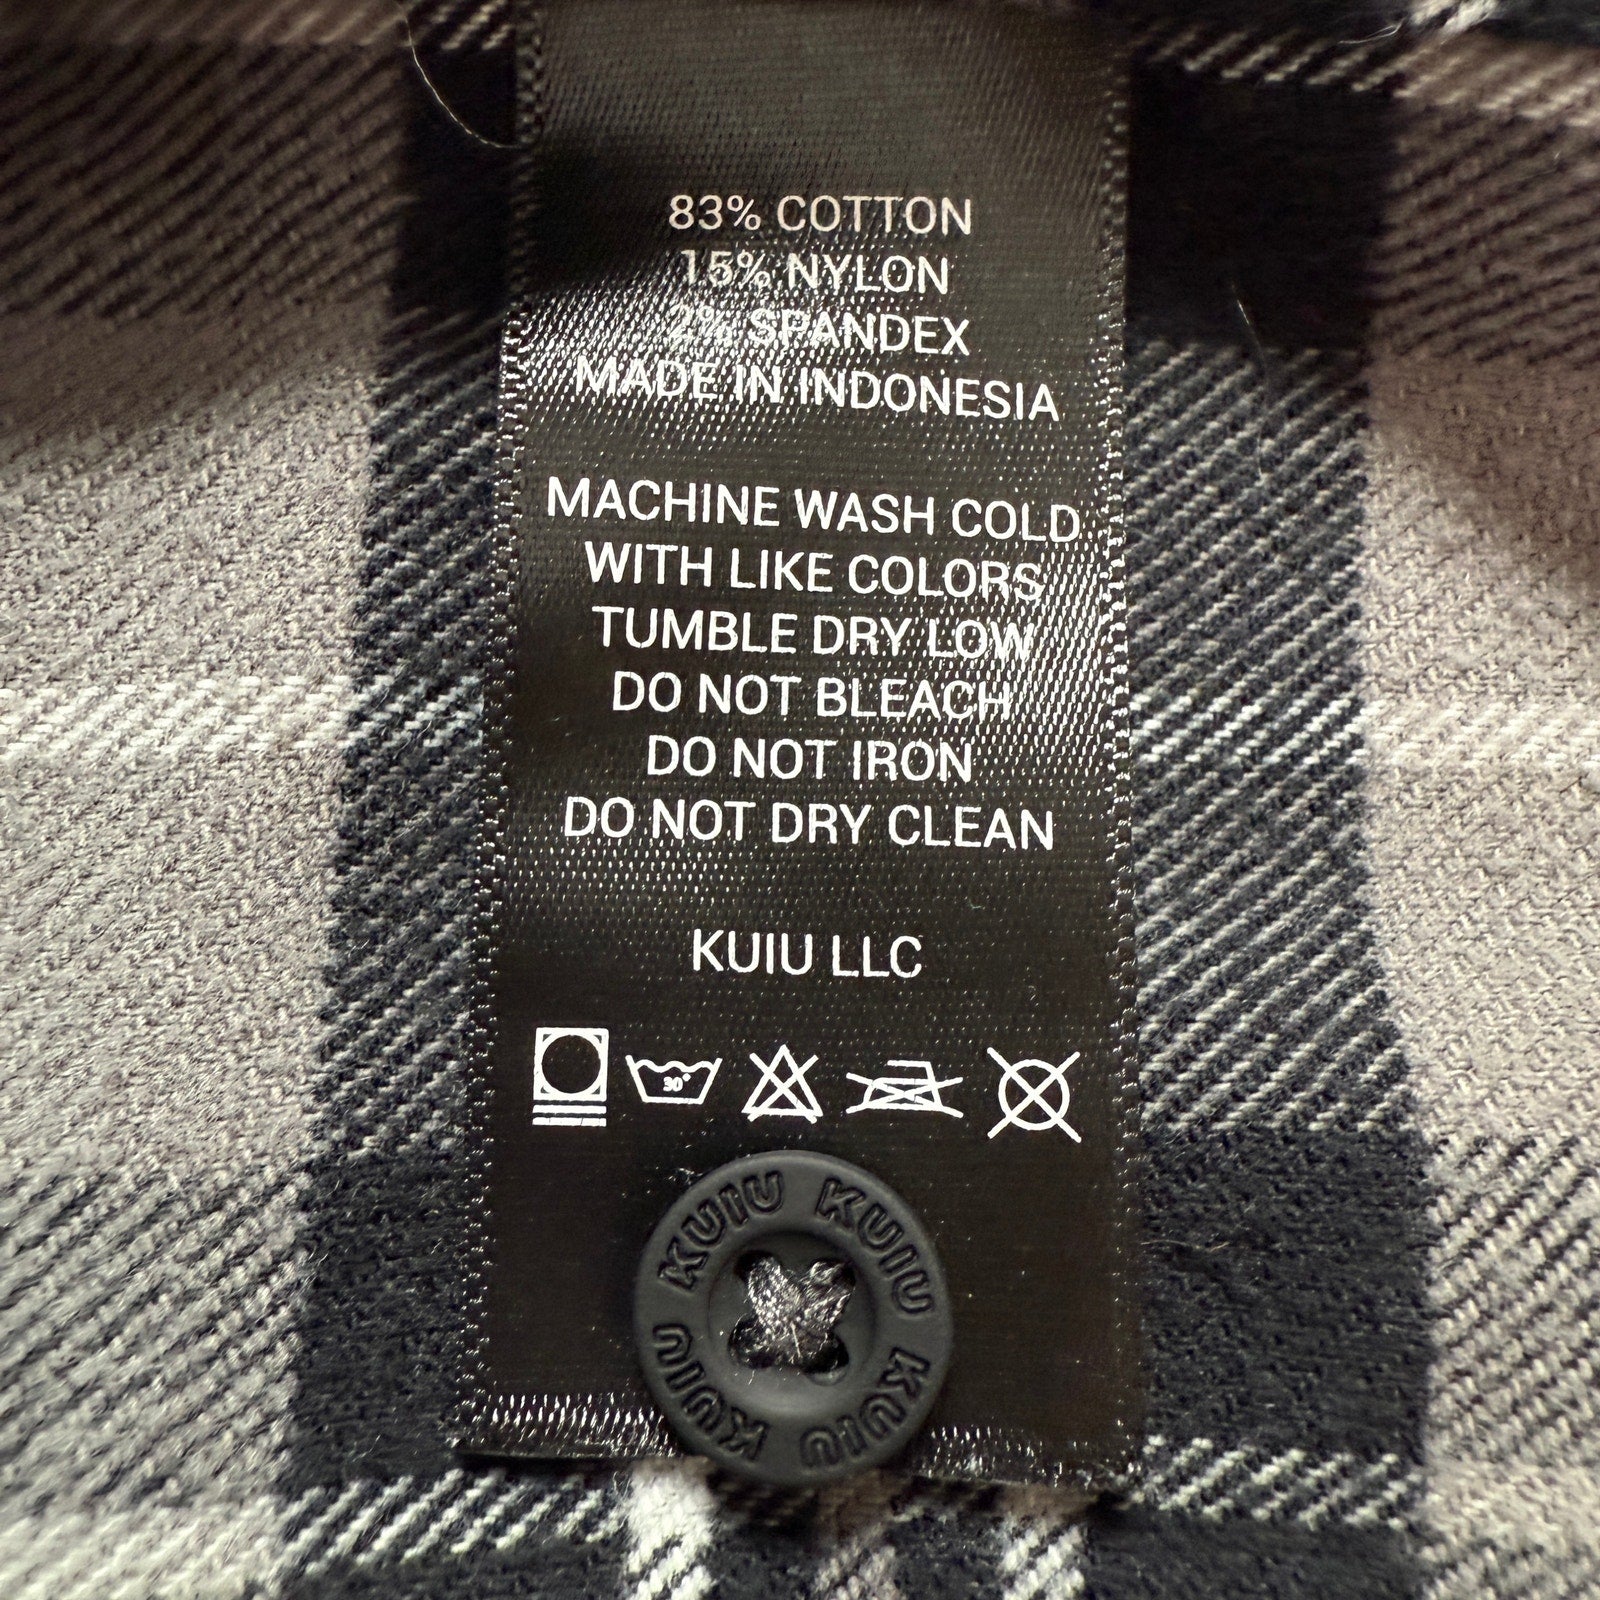 83% COTTON
15% NYLON
2% SPANDEX
MADE IN INDONESIA
MACHINE WASH COLD
WITH LIKE COLORS
TUMBLE DRY LOW
DO NOT BLEACH
DO NOT IRON
DO NOT DRY CLEAN
KUIU LLC
30°
KUIU KUIU KUIU KUIU